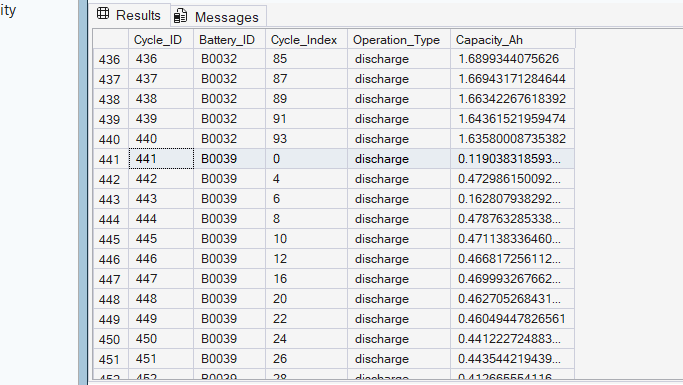 ity
Results Messages
Cycle_ID Battery_ID Cycle_Index Operation_Type Capacity_Ah
436 436 B0032 85 discharge 1.6899344075626
437 437 B0032 87 discharge 1.66943171284644
438 438 B0032 89 discharge 1.66342267618392
439 439 B0032 91 discharge 1.64361521959474
440 440 B0032 93 discharge 1.63580008735382
441 441 B0039 0 discharge 0.119038318593...
442 442 B0039 4 discharge 0.472986150092...
443 443 B0039 6 discharge 0.162807938292...
444 444 B0039 8 discharge 0.478763285338...
445 445 B0039 10 discharge 0.471138336460...
446 446 B0039 12 discharge 0.466817256112...
447 447 B0039 16 discharge 0.469993267662...
448 448 B0039 20 discharge 0.462705268431...
449 449 B0039 22 discharge 0.46049447826561
450 450 B0039 24 discharge 0.441222724883...
451 451 B0039 26 discharge 0.443544219439...
452 452 B0039 28 discharge 0.412665554116...